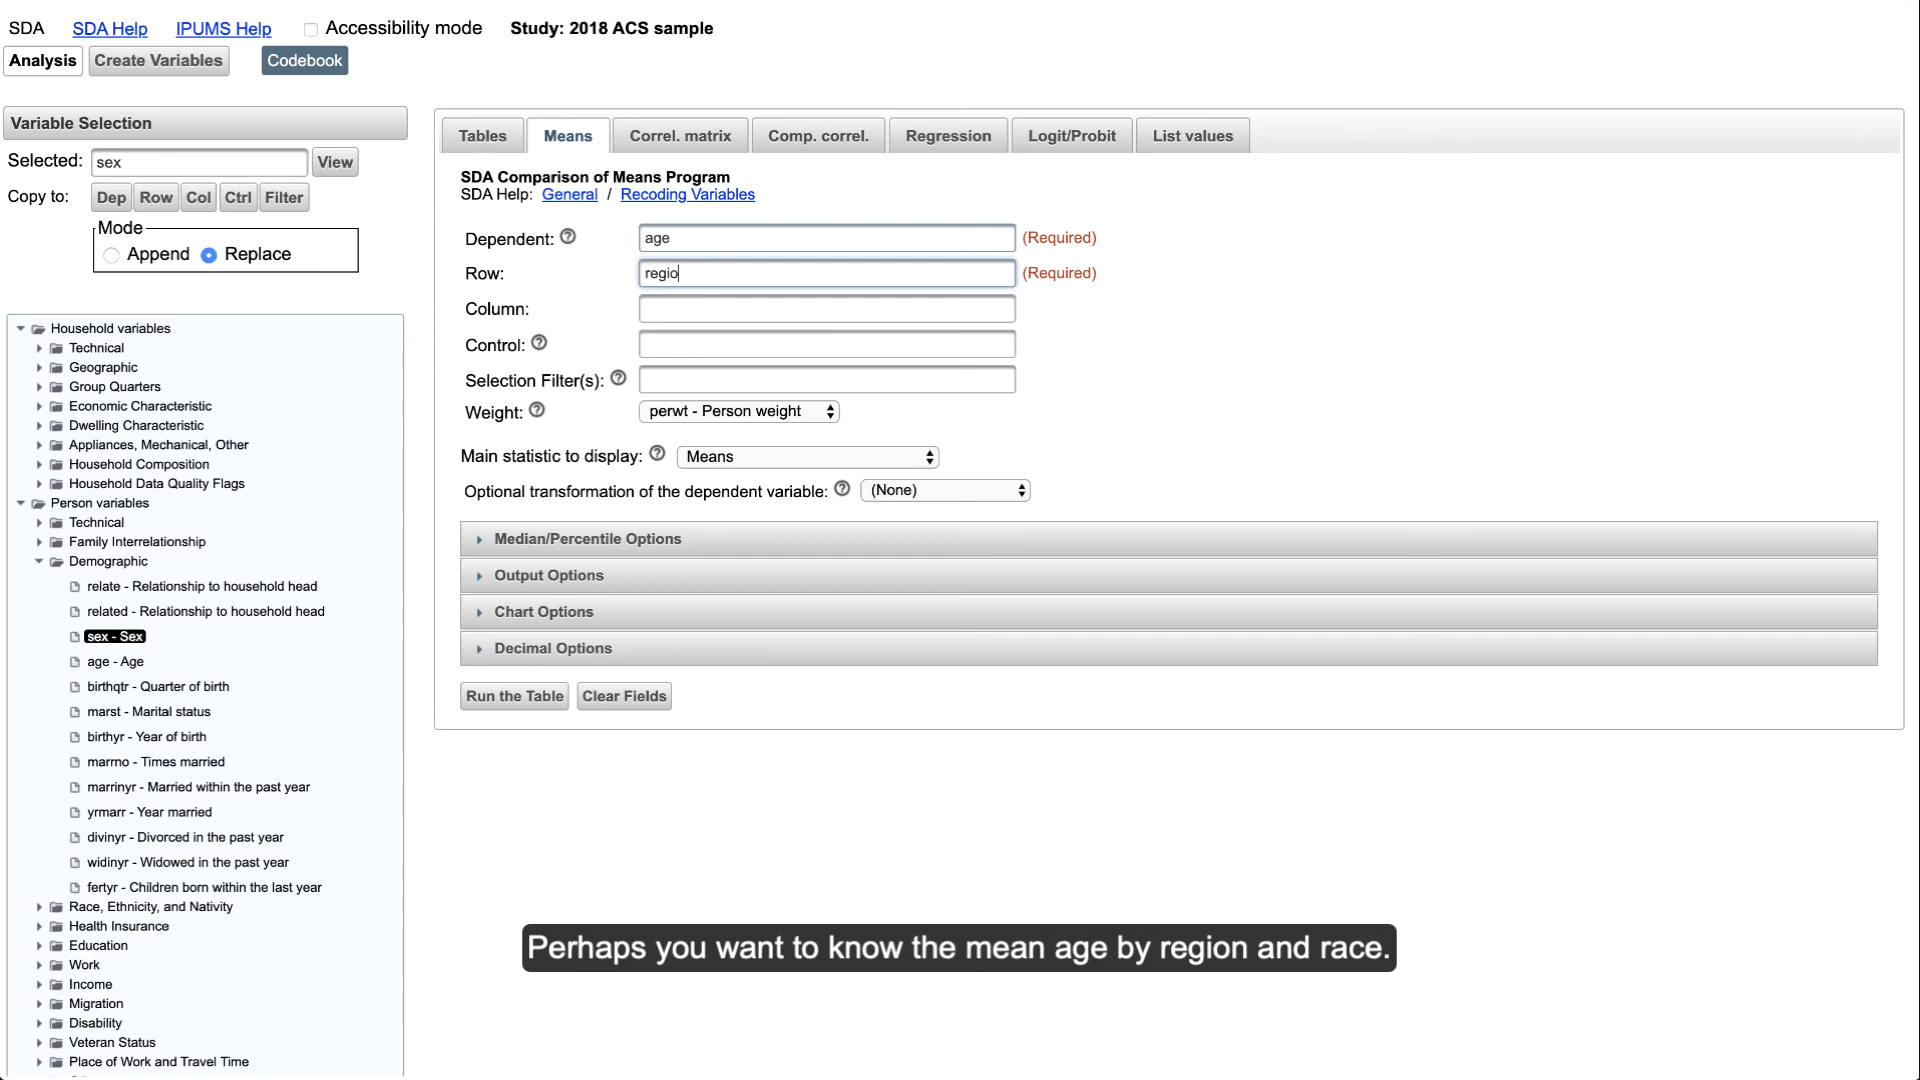 SDA SDA Help IPUMS Help Accessibility mode Study: 2018 ACS sample
Analysis Create Variables Codebook
Variable Selection
Selected: sex View
Copy to: Dep Row Col Ctrl Filter
Mode
Append Replace
Household variables
Technical
Geographic
Group Quarters
Economic Characteristic
Dwelling Characteristic
Appliances, Mechanical, Other
Household Composition
Household Data Quality Flags
Person variables
Technical
Family Interrelationship
Demographic
relate - Relationship to household head
related - Relationship to household head
sex - Sex
age - Age
birthqtr - Quarter of birth
marst - Marital status
birthyr - Year of birth
marrno - Times married
marrinyr - Married within the past year
yrmarr - Year married
divinyr - Divorced in the past year
widinyr - Widowed in the past year
fertyr - Children born within the last year
Race, Ethnicity, and Nativity
Health Insurance
Education
Work
Income
Migration
Disability
Veteran Status
Place of Work and Travel Time
Tables Means Correl. matrix Comp. correl. Regression Logit/Probit List values
SDA Comparison of Means Program
SDA Help: General / Recoding Variables
Dependent: ? age (Required)
Row: regio (Required)
Column:
Control: ?
Selection Filter(s): ?
Weight: ? perwt - Person weight
Main statistic to display: ? Means
Optional transformation of the dependent variable: ? (None)
Median/Percentile Options
Output Options
Chart Options
Decimal Options
Run the Table Clear Fields
Perhaps you want to know the mean age by region and race.